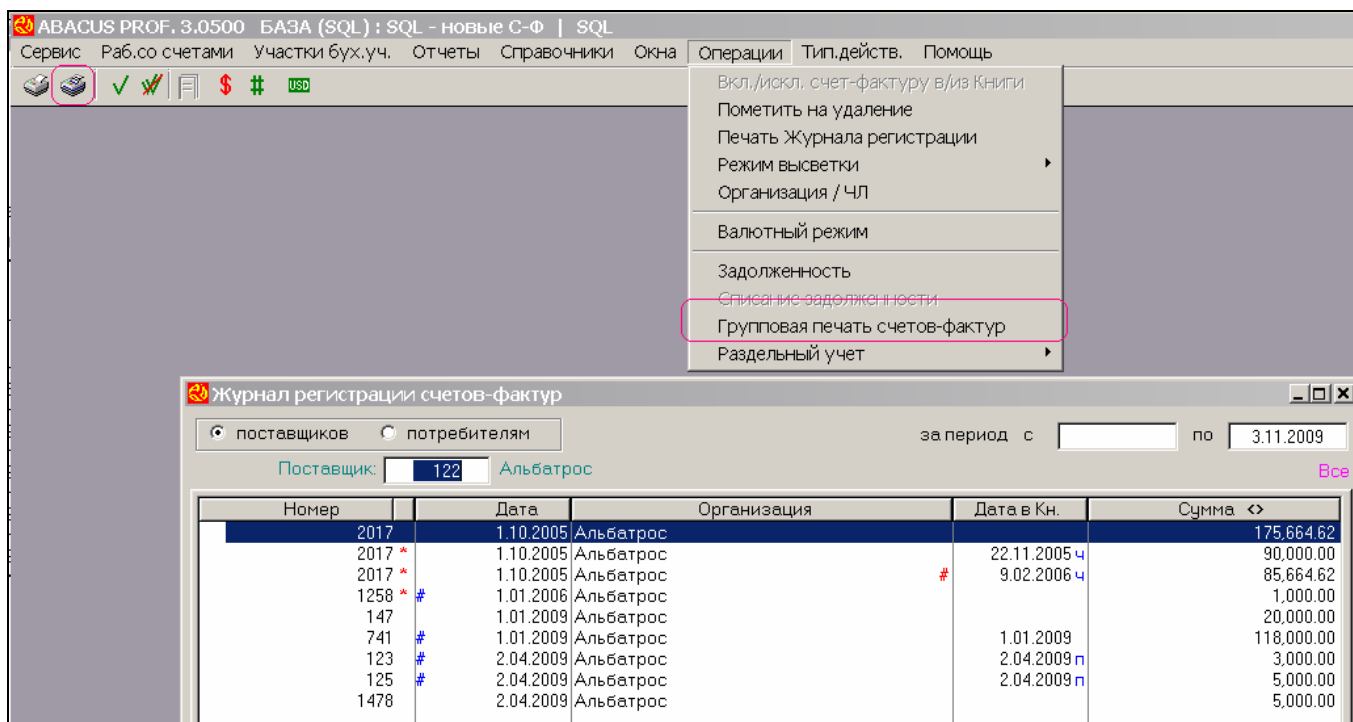 ABACUS PROF. 3.0500 БАЗА (SQL) : SQL - новые С-Ф | SQL
Сервис Раб.со счетами Участки бух.уч. Отчеты Справочники Окна Операции Тип.действ. Помощь
$ # USD
Вкл./искл. счет-фактуру в/из Книги
Пометить на удаление
Печать Журнала регистрации
Режим высветки
Организация / ЧЛ
Валютный режим
Задолженность
Списание задолженности
Групповая печать счетов-фактур
Раздельный учет
Журнал регистрации счетов-фактур
поставщиков потребителям за период с по 3.11.2009
Поставщик: 122 Альбатрос Все
Номер Дата Организация Дата в Кн. Сумма <>
2017 1.10.2005 Альбатрос 175,664.62
2017 * 1.10.2005 Альбатрос 22.11.2005 ч 90,000.00
2017 * 1.10.2005 Альбатрос # 9.02.2006 ч 85,664.62
1258 * # 1.01.2006 Альбатрос 1,000.00
147 1.01.2009 Альбатрос 20,000.00
741 # 1.01.2009 Альбатрос 1.01.2009 118,000.00
123 # 2.04.2009 Альбатрос 2.04.2009 п 3,000.00
125 # 2.04.2009 Альбатрос 2.04.2009 п 5,000.00
1478 2.04.2009 Альбатрос 5,000.00